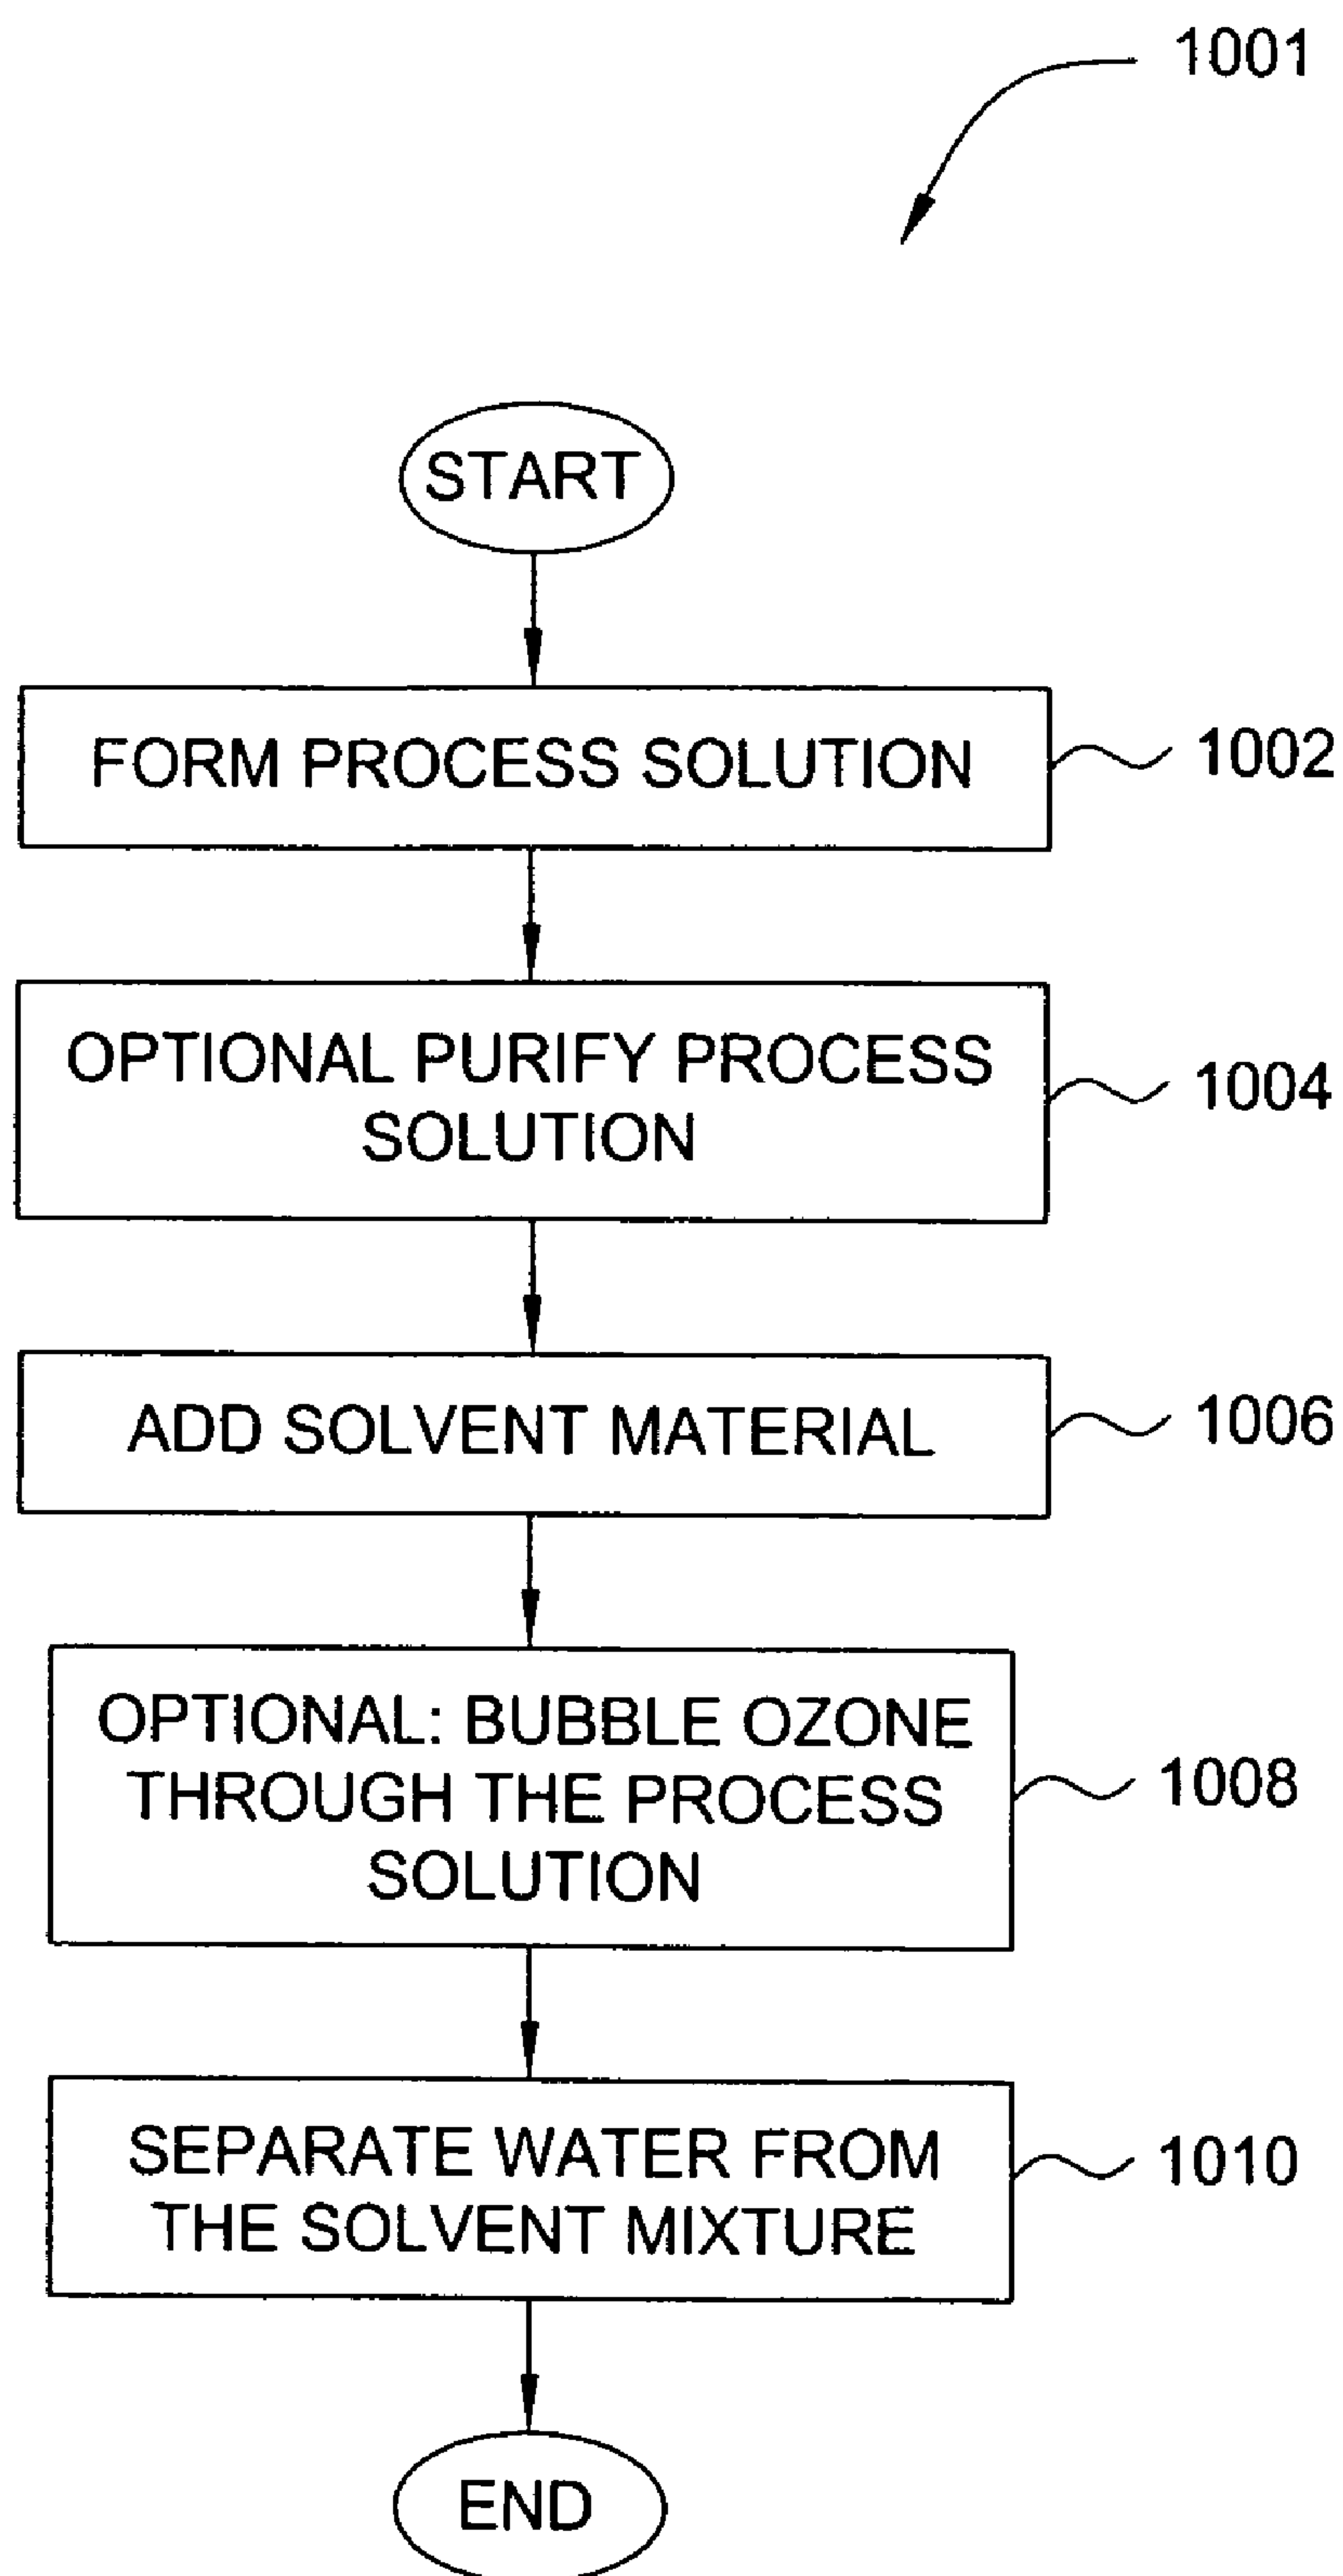 1001
START
FORM PROCESS SOLUTION
1002
OPTIONAL PURIFY PROCESS
SOLUTION
1004
ADD SOLVENT MATERIAL
1006
OPTIONAL: BUBBLE OZONE
THROUGH THE PROCESS
SOLUTION
1008
SEPARATE WATER FROM
THE SOLVENT MIXTURE
1010
END